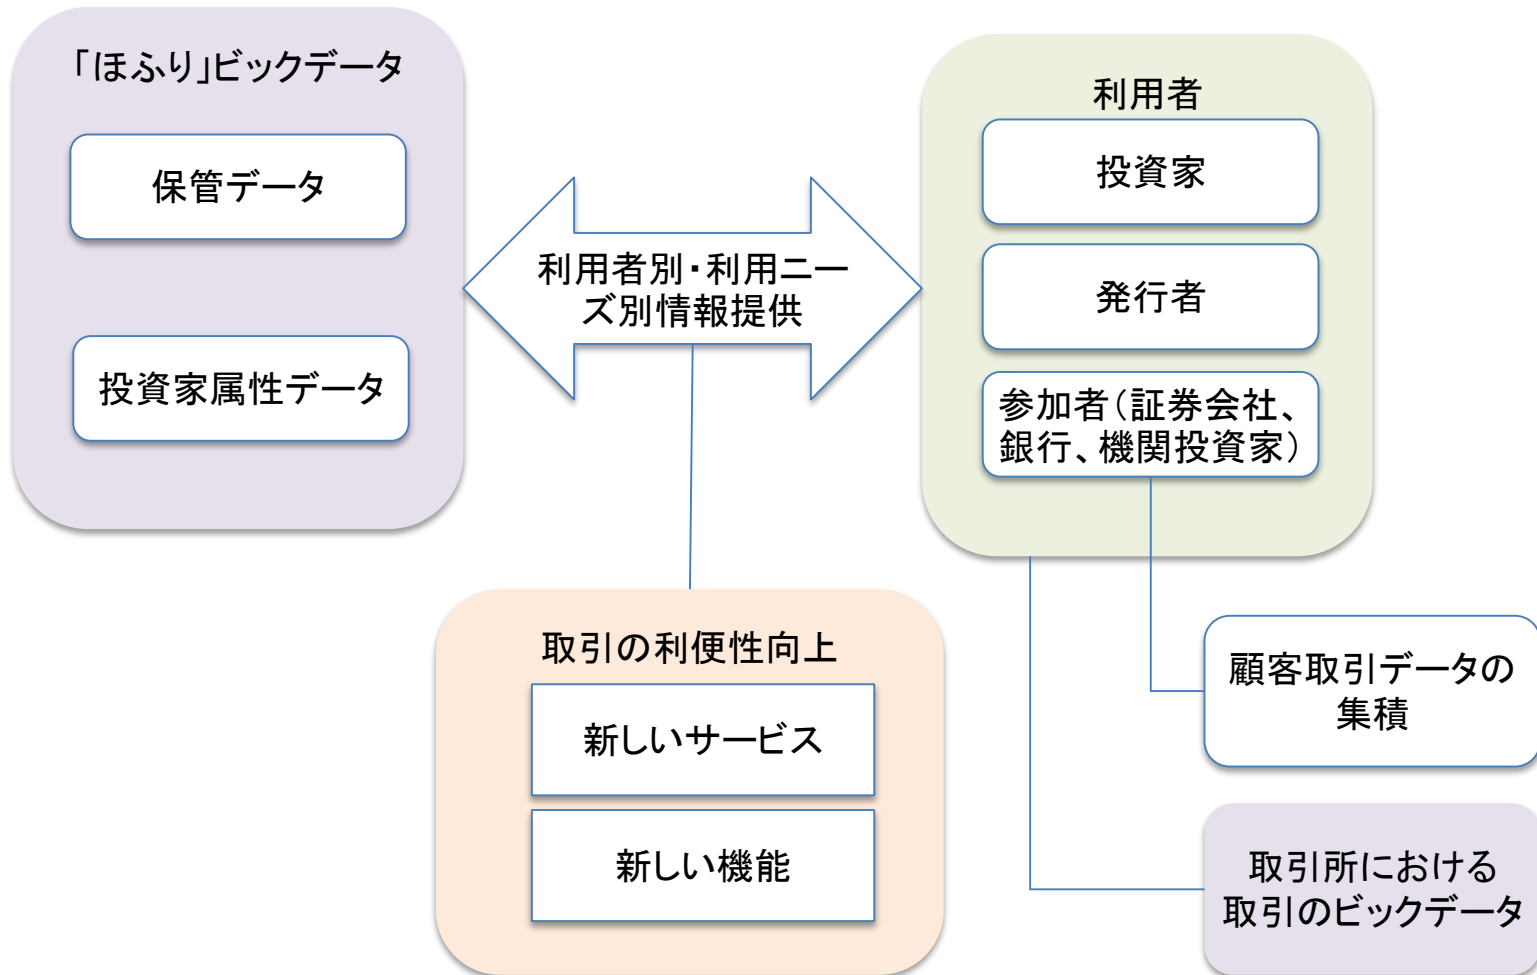 「ほふり」ビックデータ
保管データ
投資家属性データ
利用者別・利用ニー
ズ別情報提供
利用者
投資家
発行者
参加者（証券会社、
銀行、機関投資家）
取引の利便性向上
新しいサービス
新しい機能
顧客取引データの
集積
取引所における
取引のビックデータ